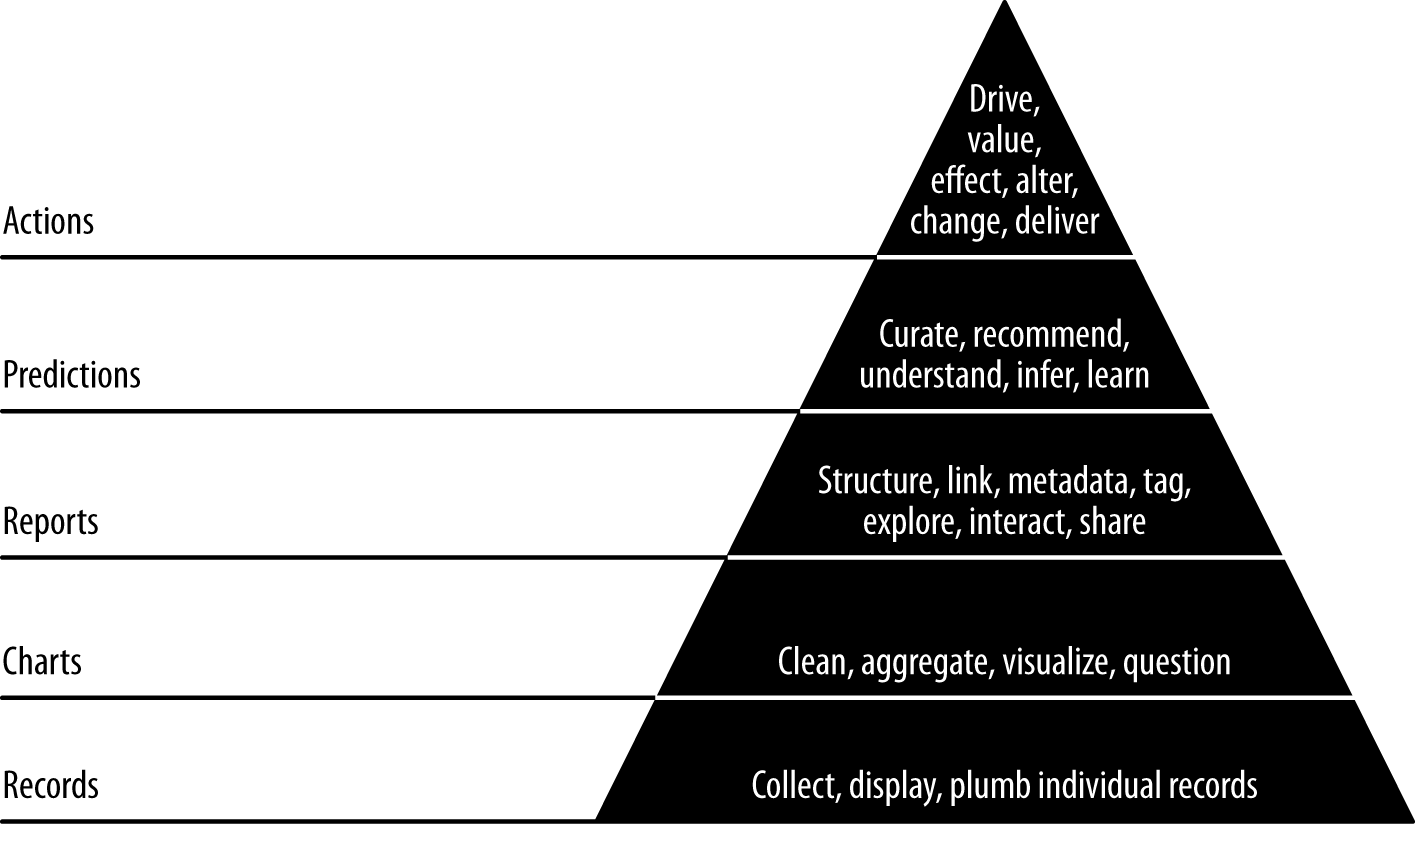 Drive,
value,
effect, alter,
change, deliver
Actions
Curate, recommend,
understand, infer, learn
Predictions
Structure, link, metadata, tag,
explore, interact, share
Reports
Clean, aggregate, visualize, question
Charts
Collect, display, plumb individual records
Records